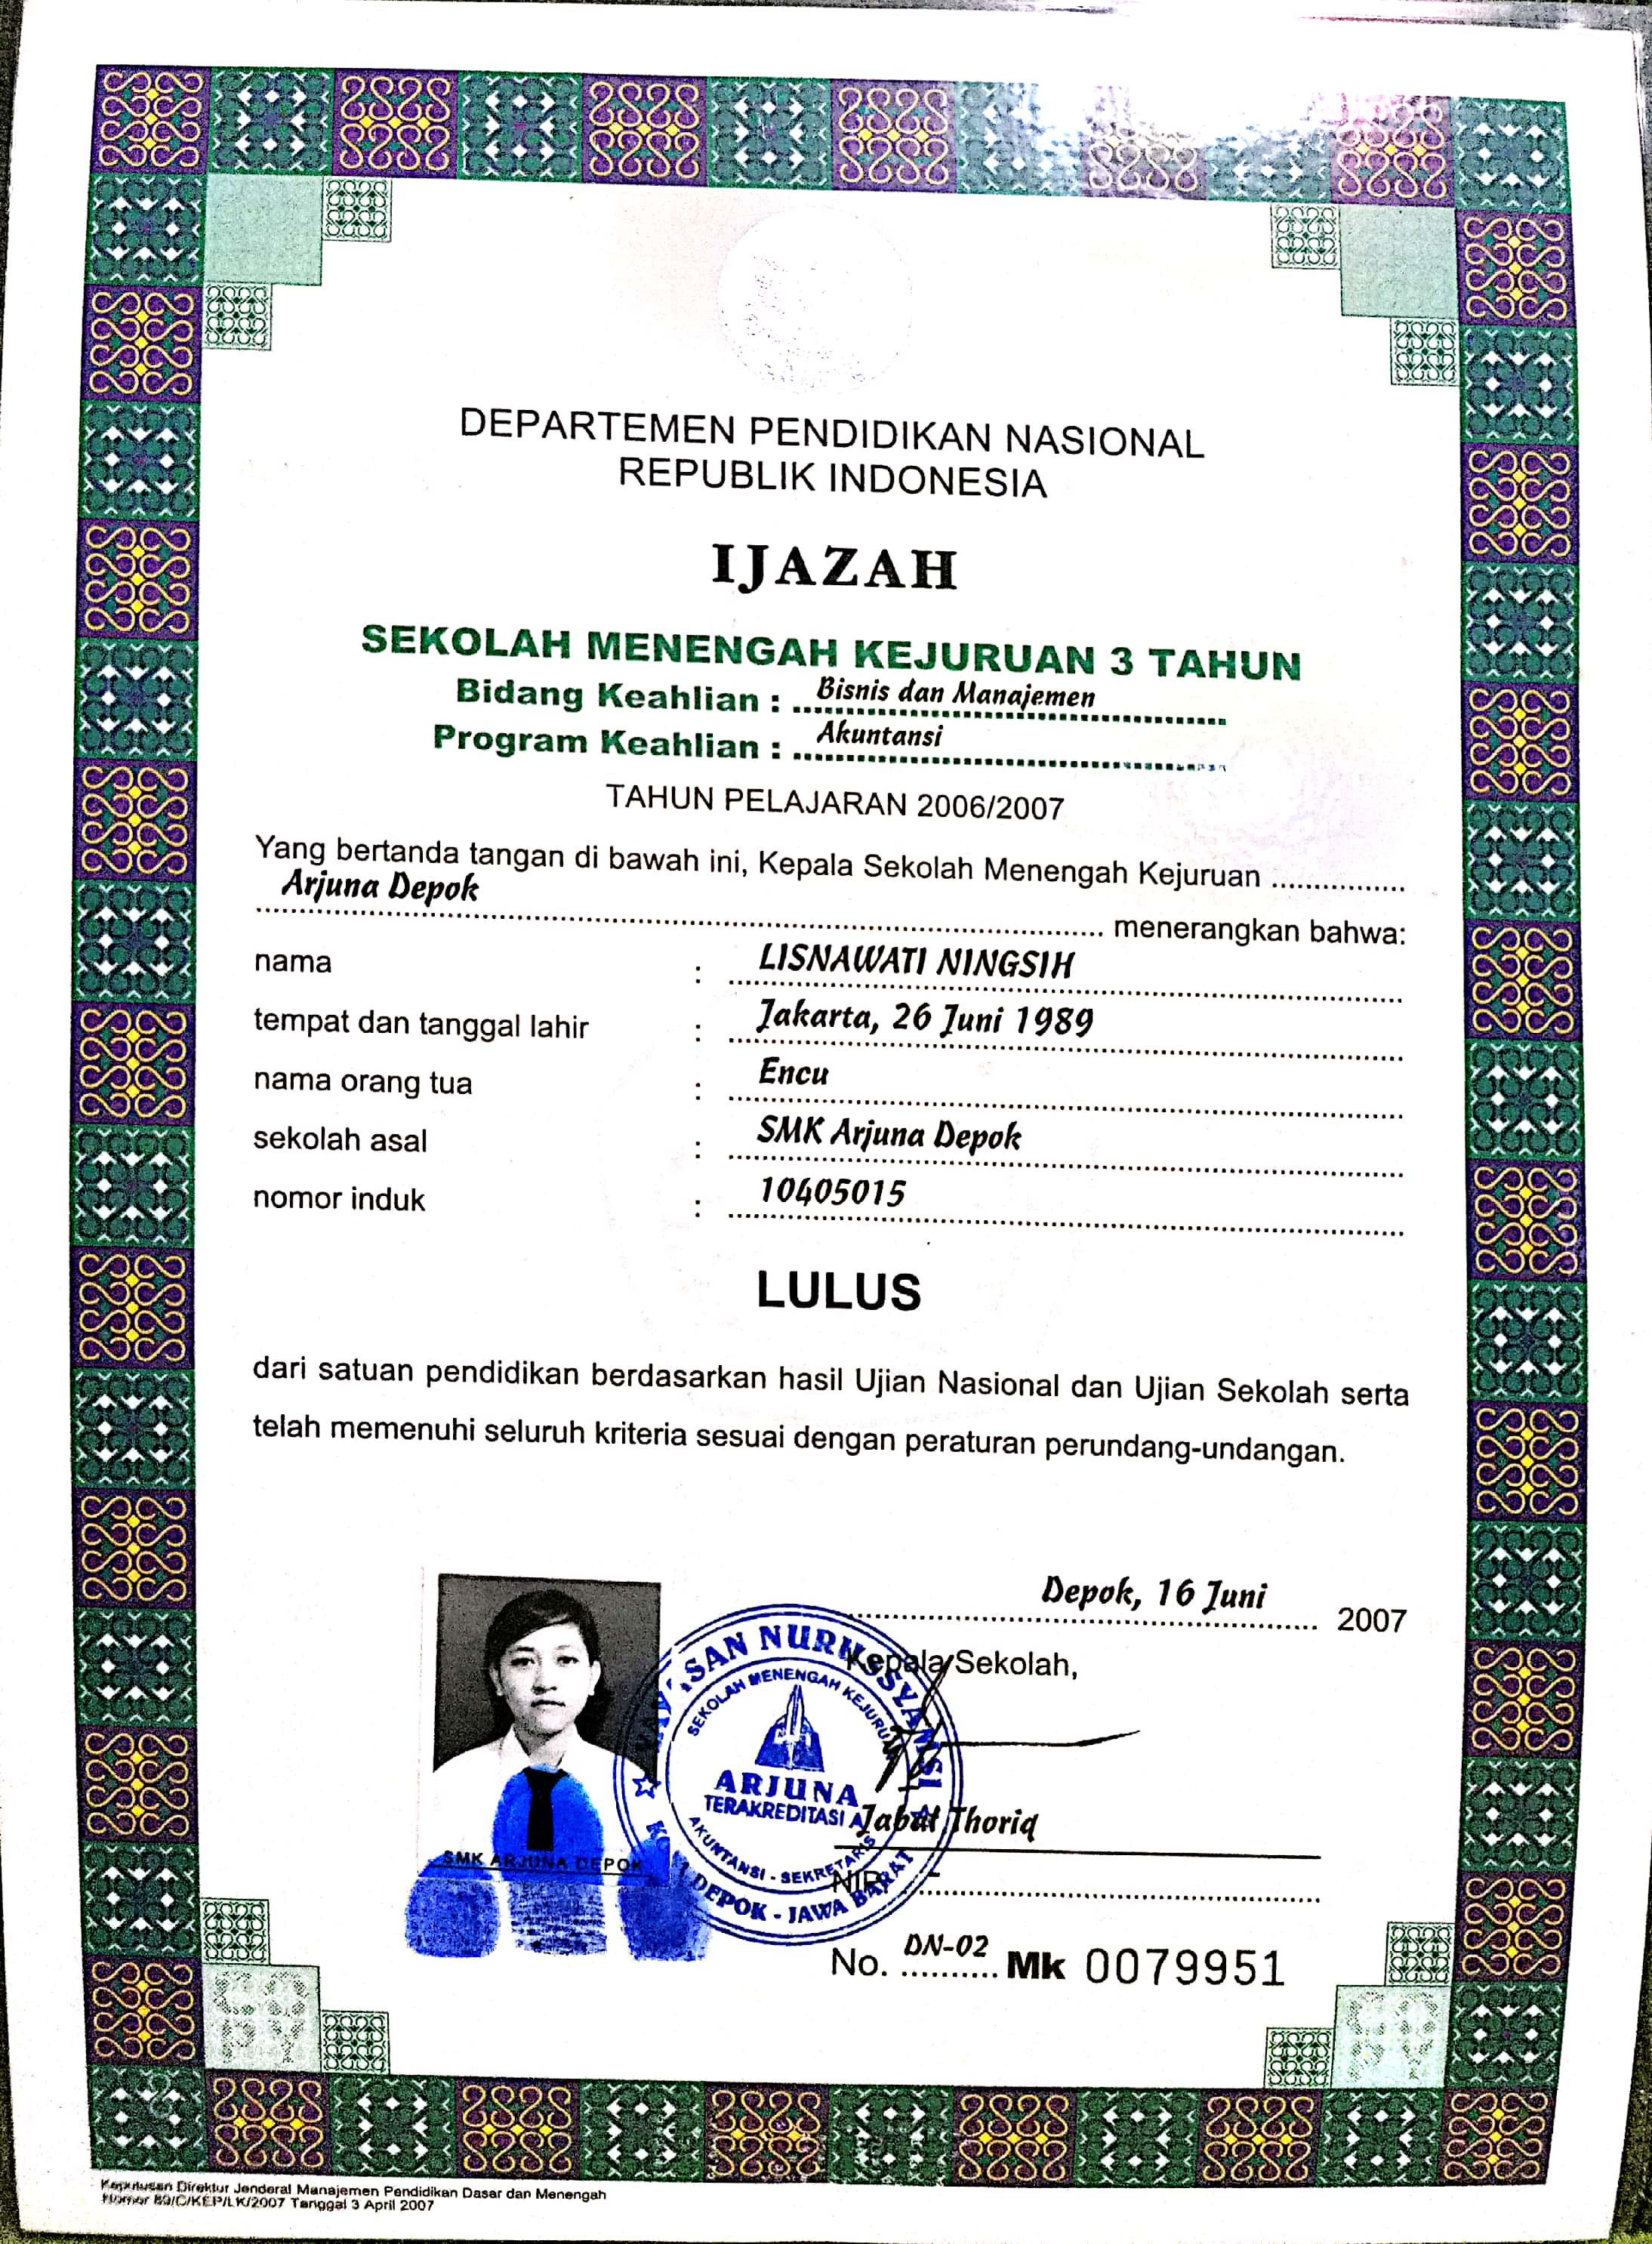 DEPARTEMEN PENDIDIKAN NASIONAL
REPUBLIK INDONESIA
IJAZAH
SEKOLAH MENENGAH KEJURUAN 3 TAHUN
Bidang Keahlian : Bisnis dan Manajemen
Program Keahlian : Akuntansi
TAHUN PELAJARAN 2006/2007
Yang bertanda tangan di bawah ini, Kepala Sekolah Menengah Kejuruan ................
Arjuna Depok menerangkan bahwa:
nama : LISNAWATI NINGSIH
tempat dan tanggal lahir : Jakarta, 26 Juni 1989
nama orang tua : Encu
sekolah asal : SMK Arjuna Depok
nomor induk : 10405015
LULUS
dari satuan pendidikan berdasarkan hasil Ujian Nasional dan Ujian Sekolah serta
telah memenuhi seluruh kriteria sesuai dengan peraturan perundang-undangan.
Depok, 16 Juni 2007
Kepala Sekolah,
YAYASAN NURUSSYAMSI
SEKOLAH MENENGAH KEJURUAN
ARJUNA
TERAKREDITASI A
AKUNTANSI - SEKRETARIS
DEPOK - JAWA BARAT
SMK ARJUNA DEPOK
Thoriq
NIP. -
No. DN-02 Mk 0079951
Keputusan Direktur Jenderal Manajemen Pendidikan Dasar dan Menengah
Nomor /C/KEP/LK/2007 Tanggal 3 April 2007